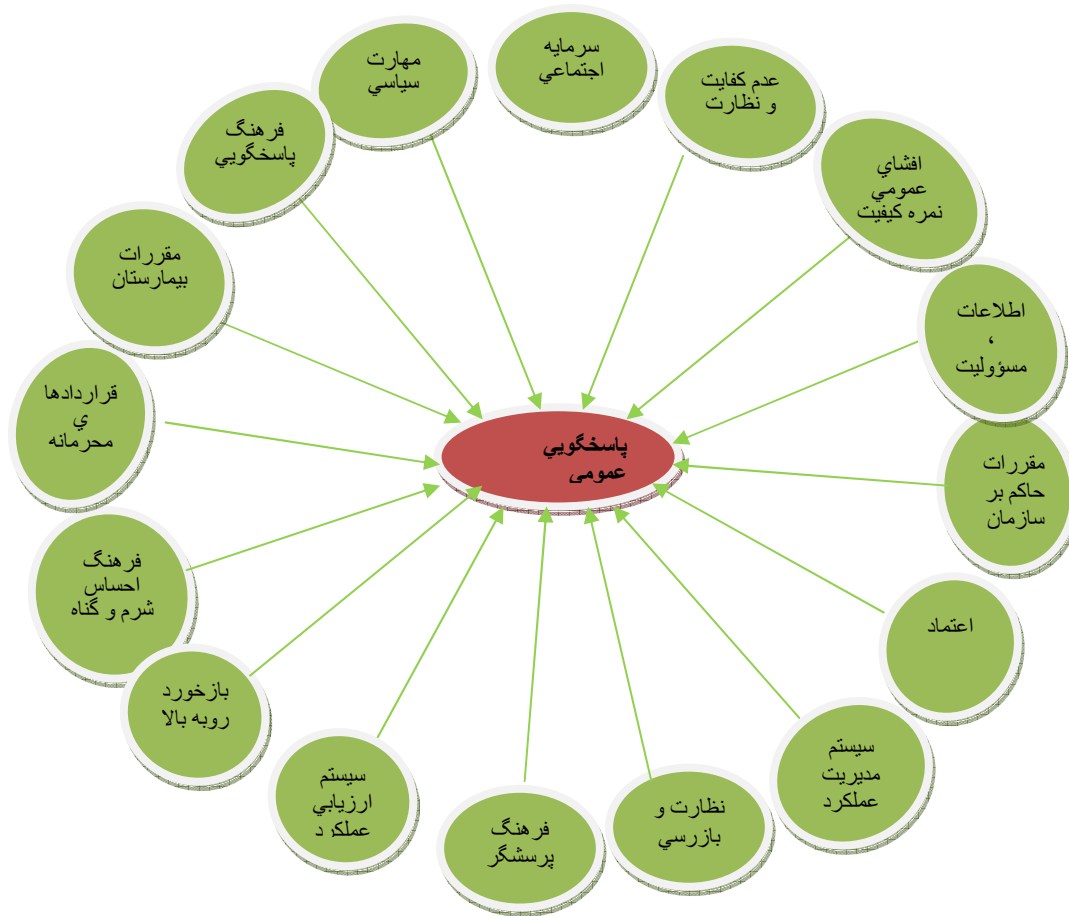 سرمايه
اجتماعي
عدم كفايت
و نظارت
افشاي
عمومي
نمره كيفيت
اطلاعات
،
مسؤوليت
مقررات
حاكم بر
سازمان
اعتماد
سيستم
مديريت
عملكرد
نظارت و
بازرسي
فرهنگ
پرسشگر
سيستم
ارزيابي
عملكرد
بازخورد
روبه بالا
فرهنگ
احساس
شرم و گناه
قراردادها
ي
محرمانه
مقررات
بيمارستان
فرهنگ
پاسخگويي
مهارت
سياسي
پاسخگويي
عمومی